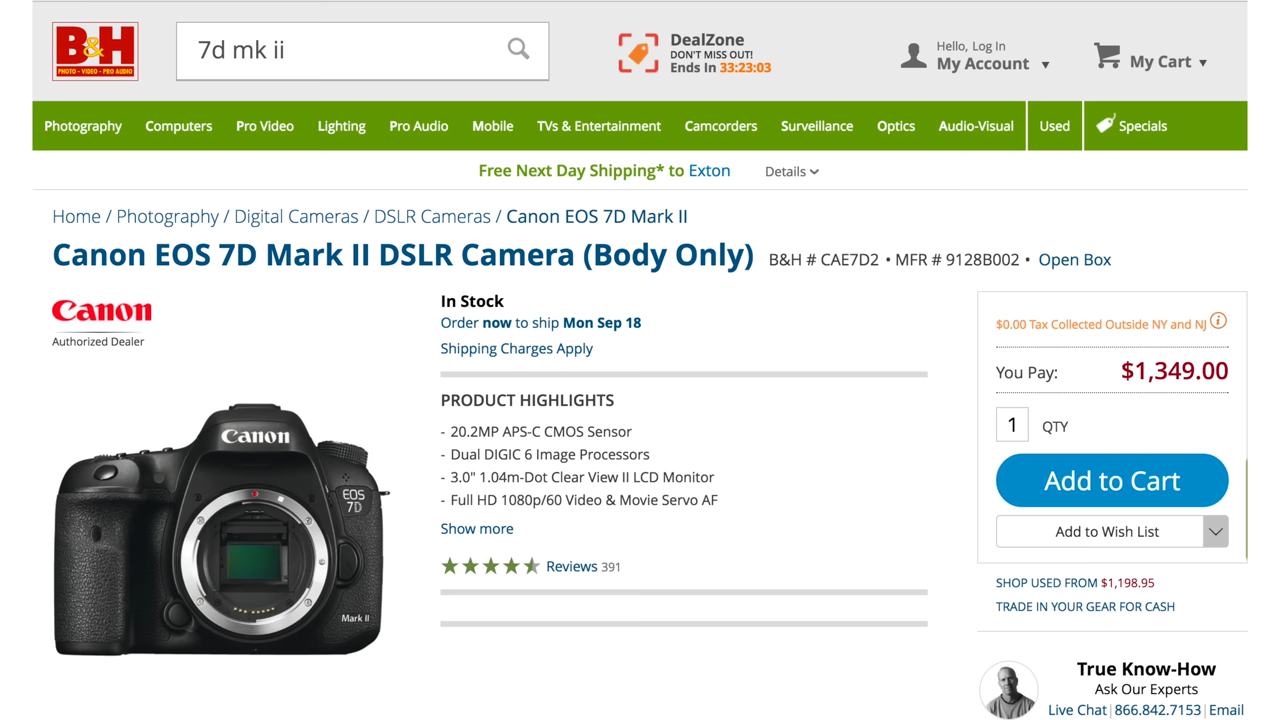 B&H
PHOTO - VIDEO - PRO AUDIO
7d mk ii
DealZone
DON'T MISS OUT!
Ends In 33:23:03
Hello, Log In
My Account
My Cart
Photography Computers Pro Video Lighting Pro Audio Mobile TVs & Entertainment Camcorders Surveillance Optics Audio-Visual Used Specials
Free Next Day Shipping* to Exton Details
Home / Photography / Digital Cameras / DSLR Cameras / Canon EOS 7D Mark II
Canon EOS 7D Mark II DSLR Camera (Body Only) B&H # CAE7D2 • MFR # 9128B002 • Open Box
Canon
Authorized Dealer
Canon
EOS
7D
Mark II
In Stock
Order now to ship Mon Sep 18
Shipping Charges Apply
PRODUCT HIGHLIGHTS
- 20.2MP APS-C CMOS Sensor
- Dual DIGIC 6 Image Processors
- 3.0" 1.04m-Dot Clear View II LCD Monitor
- Full HD 1080p/60 Video & Movie Servo AF
Show more
Reviews 391
$0.00 Tax Collected Outside NY and NJ i
You Pay: $1,349.00
1 QTY
Add to Cart
Add to Wish List
SHOP USED FROM $1,198.95
TRADE IN YOUR GEAR FOR CASH
True Know-How
Ask Our Experts
Live Chat | 866.842.7153 | Email